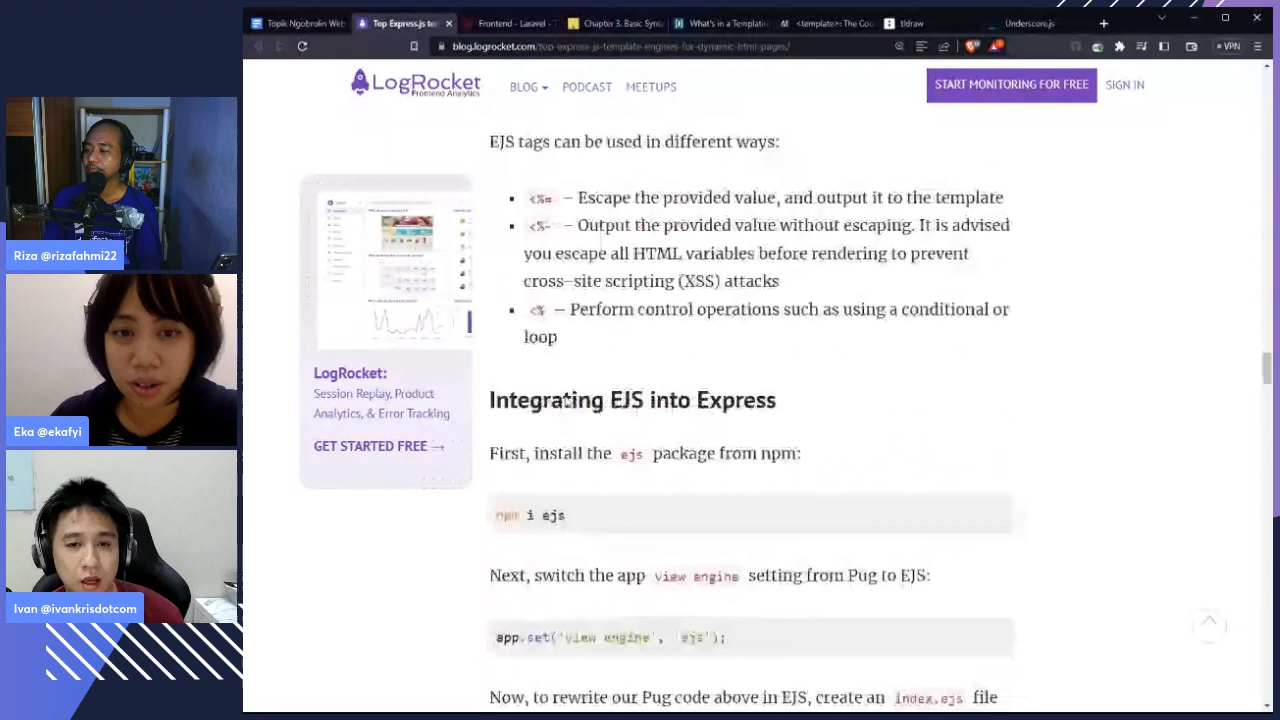 Topik Ngobrolin Web
Top Express.js tem
Frontend - Laravel - T
Chapter 3. Basic Synta
What's in a Templatin
<template>: The Co
tldraw
Underscore.js
blog.logrocket.com/top-express-js-template-engines-for-dynamic-html-pages/
VPN
LogRocket
Frontend Analytics
BLOG
PODCAST
MEETUPS
START MONITORING FOR FREE
SIGN IN
EJS tags can be used in different ways:
<%= – Escape the provided value, and output it to the template
<%- – Output the provided value without escaping. It is advised
you escape all HTML variables before rendering to prevent
cross-site scripting (XSS) attacks
<% – Perform control operations such as using a conditional or
loop
LogRocket:
Session Replay, Product
Analytics, & Error Tracking
GET STARTED FREE →
Integrating EJS into Express
First, install the ejs package from npm:
npm i ejs
Next, switch the app view engine setting from Pug to EJS:
app.set('view engine', 'ejs');
Now, to rewrite our Pug code above in EJS, create an index.ejs file
Riza @rizafahmi22
Eka @ekafyi
Ivan @ivankrisdotcom